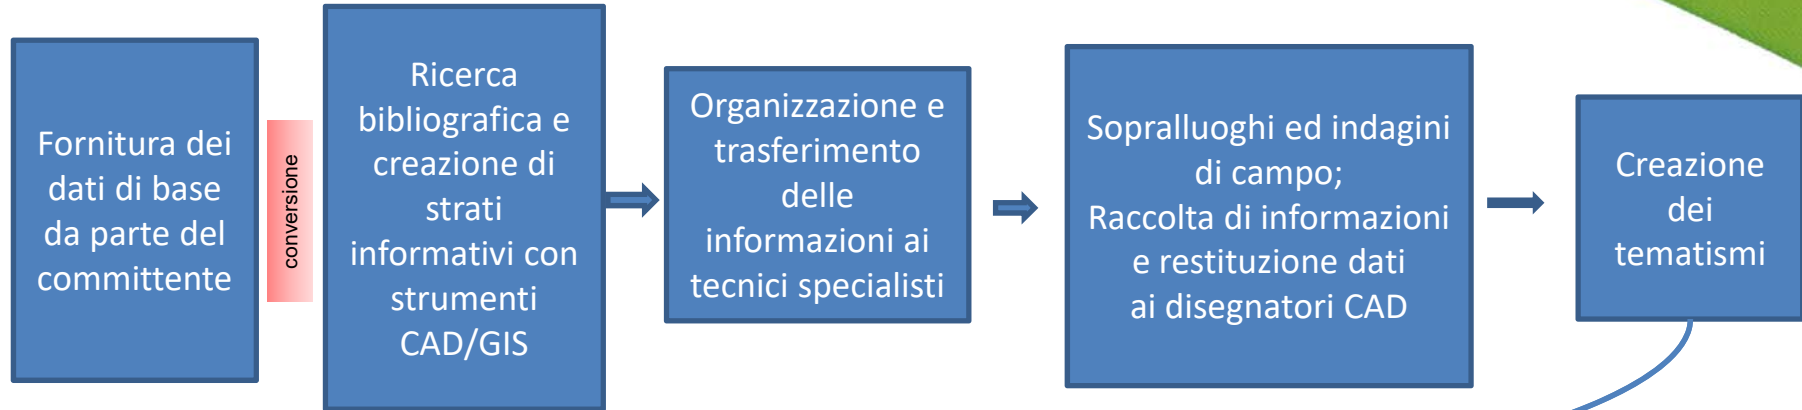 Fornitura dei
dati di base
da parte del
committente
conversione
Ricerca
bibliografica e
creazione di
strati
informativi con
strumenti
CAD/GIS
Organizzazione e
trasferimento
delle
informazioni ai
tecnici specialisti
Sopralluoghi ed indagini
di campo;
Raccolta di informazioni
e restituzione dati
ai disegnatori CAD
Creazione
dei
tematismi